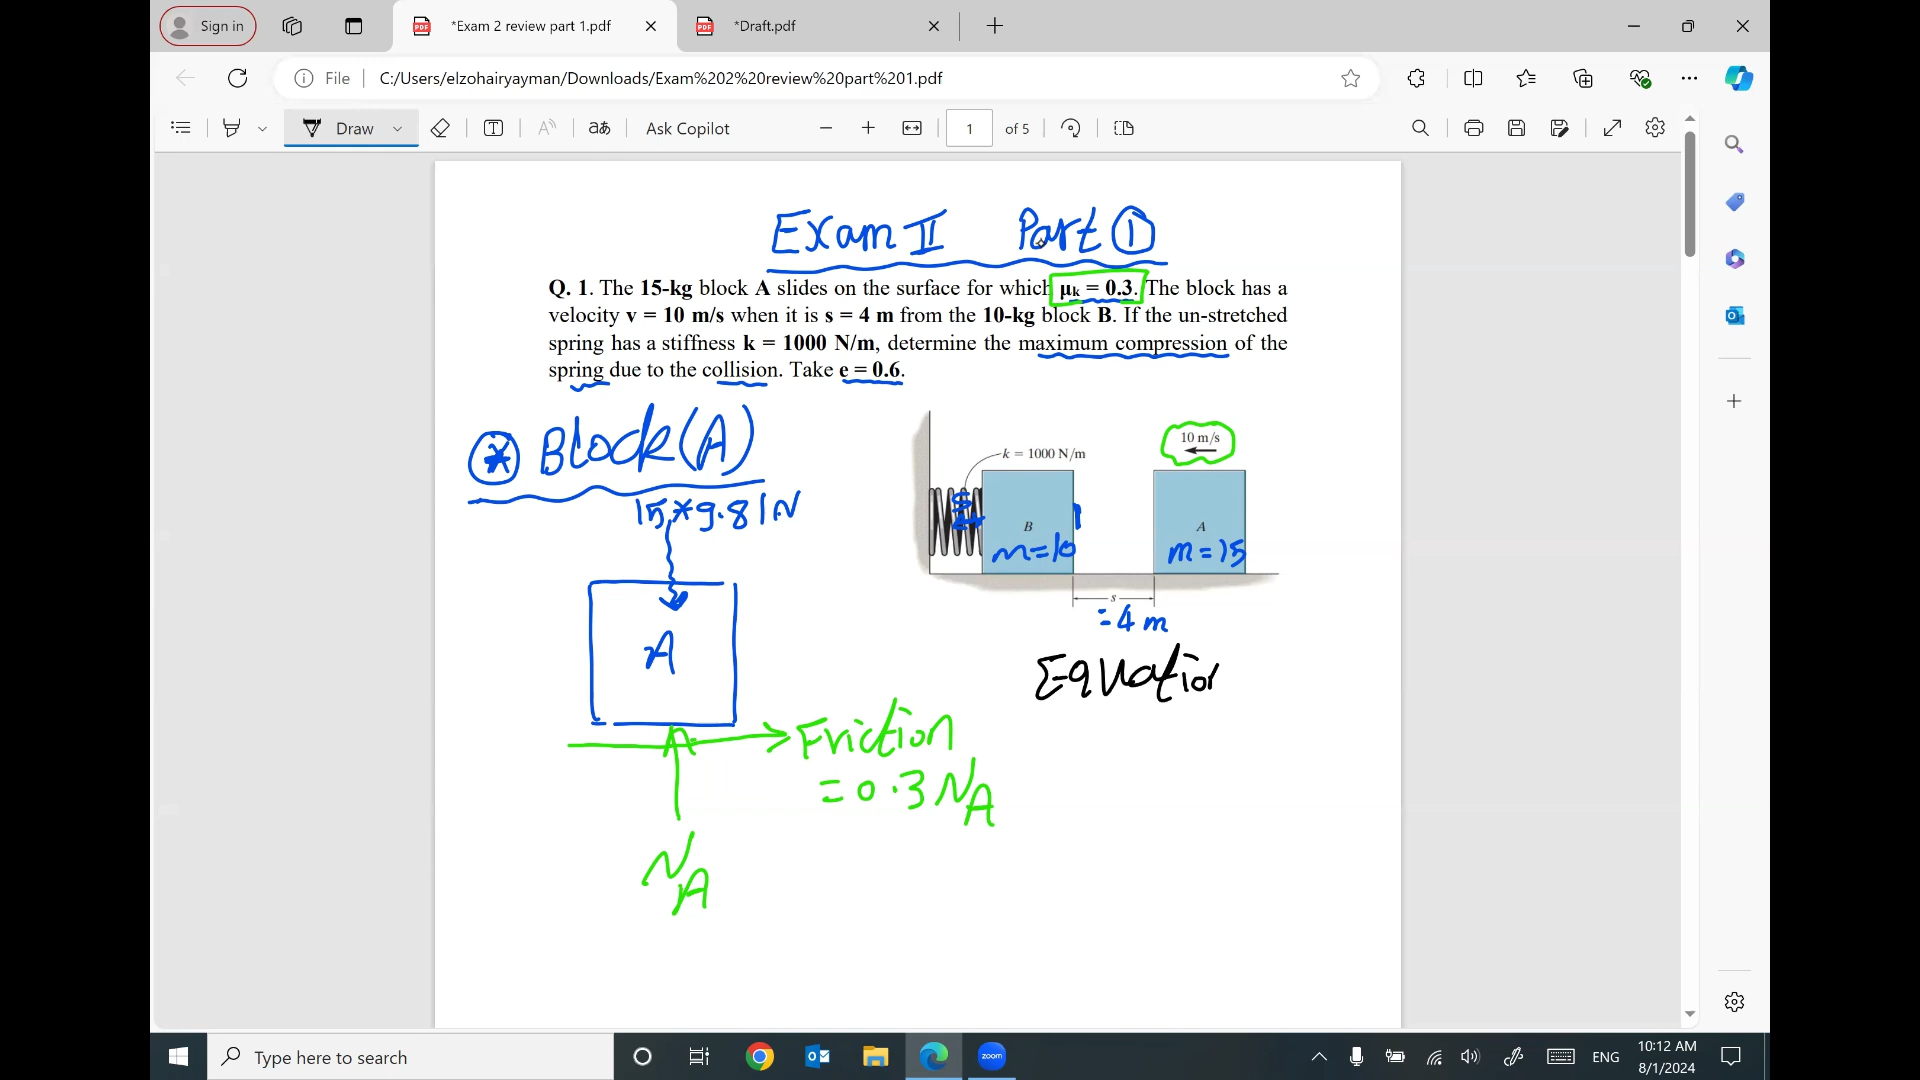 Sign in
*Exam 2 review part 1.pdf
*Draft.pdf
File
C:/Users/elzohairyayman/Downloads/Exam%202%20review%20part%201.pdf
Draw
Ask Copilot
1 of 5
Exam II Part ①
Q. 1. The 15-kg block A slides on the surface for which μk = 0.3. The block has a
velocity v = 10 m/s when it is s = 4 m from the 10-kg block B. If the un-stretched
spring has a stiffness k = 1000 N/m, determine the maximum compression of the
spring due to the collision. Take e = 0.6.
* Block(A)
15*9.81N
A
Friction
= 0.3 NA
NA
10 m/s
k = 1000 N/m
B
m=10
A
m=15
s
= 4 m
Equation
Type here to search
zoom
ENG
10:12 AM
8/1/2024